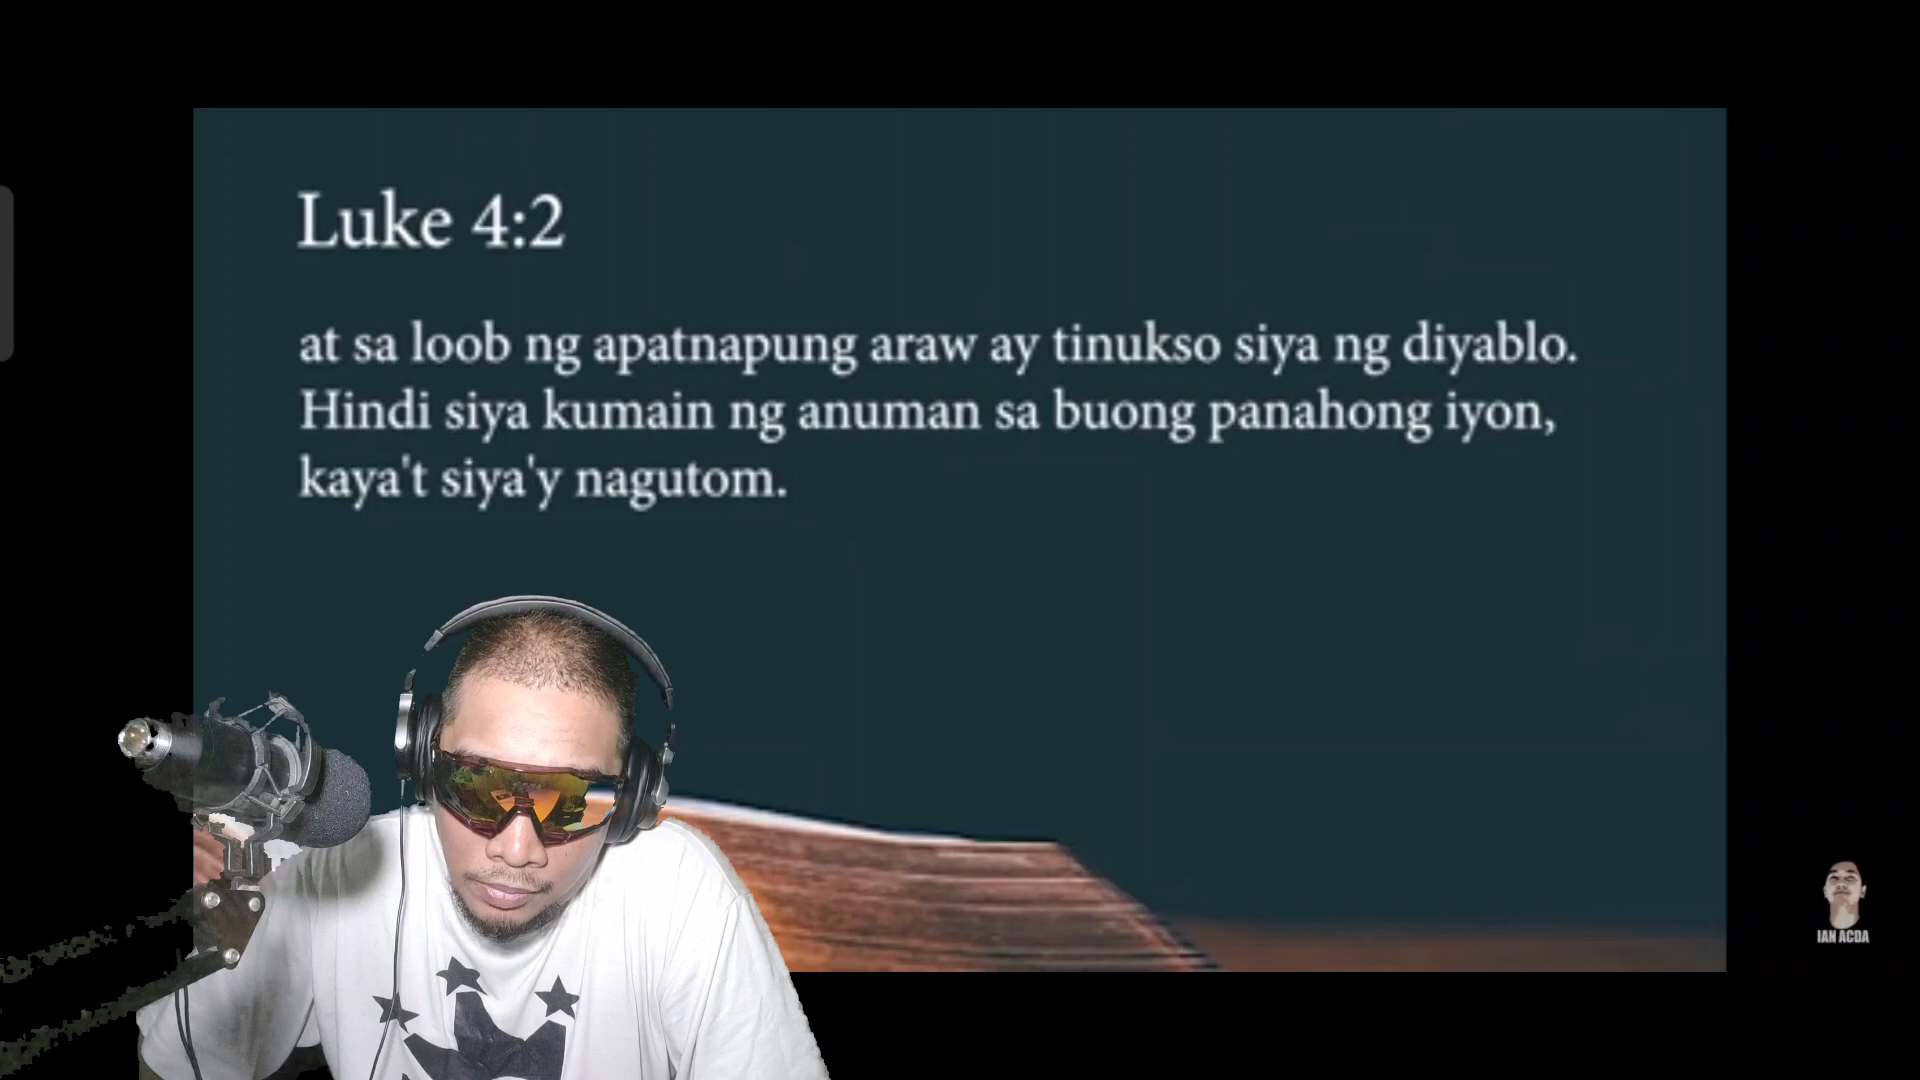 Luke 4:2
at sa loob ng apatnapung araw ay tinukso siya ng diyablo.
Hindi siya kumain ng anuman sa buong panahong iyon,
kaya't siya'y nagutom.
IAN ACDA